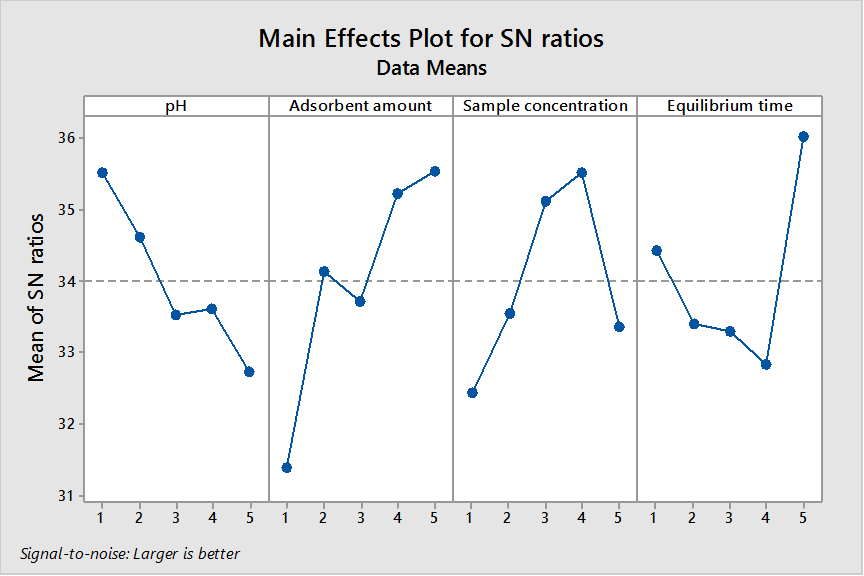 Main Effects Plot for SN ratios
Data Means
pH Adsorbent amount Sample concentration Equilibrium time
36
35
34
33
32
31
Mean of SN ratios
1 2 3 4 5 1 2 3 4 5 1 2 3 4 5 1 2 3 4 5
Signal-to-noise: Larger is better